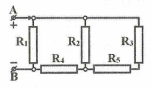 A
+
R₁
R₂
R₃
R₄
R₅
−
B